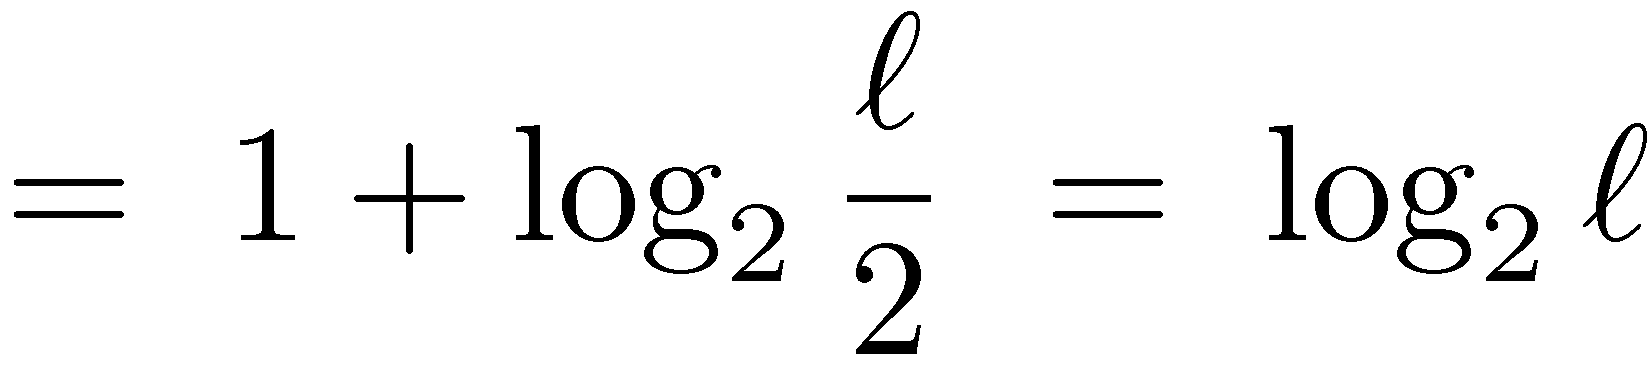 = 1 + log₂ ℓ/2 = log₂ ℓ